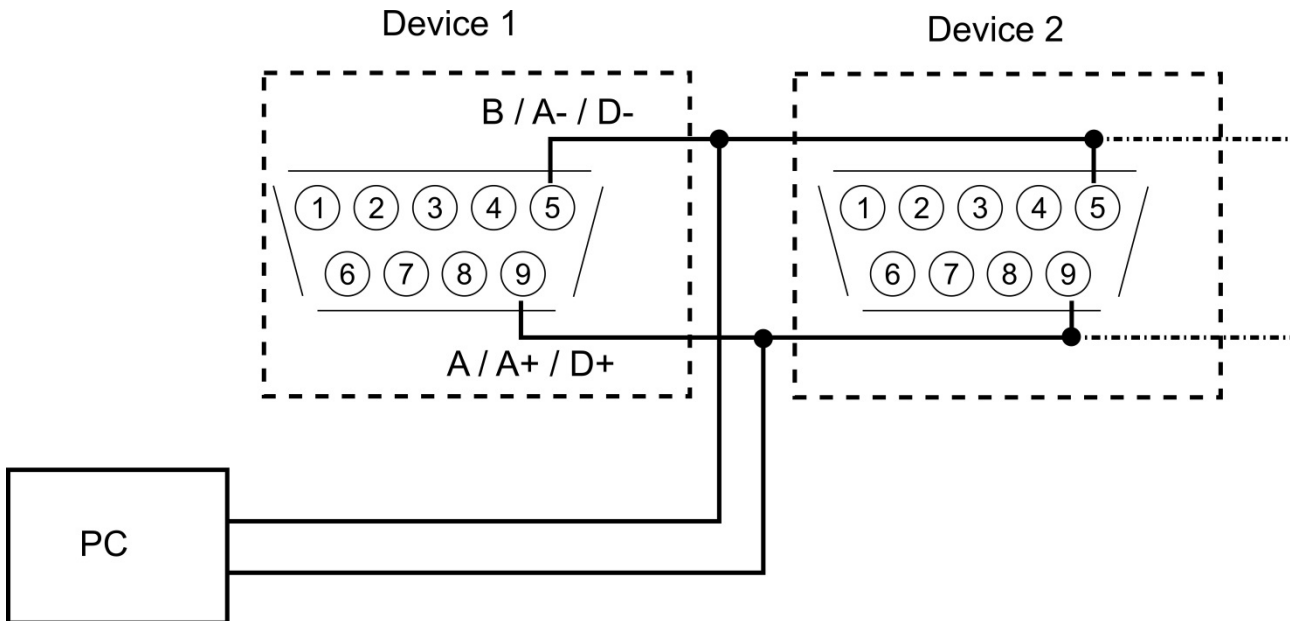 Device 1
Device 2
B / A- / D-
1 2 3 4 5
6 7 8 9
1 2 3 4 5
6 7 8 9
A / A+ / D+
PC